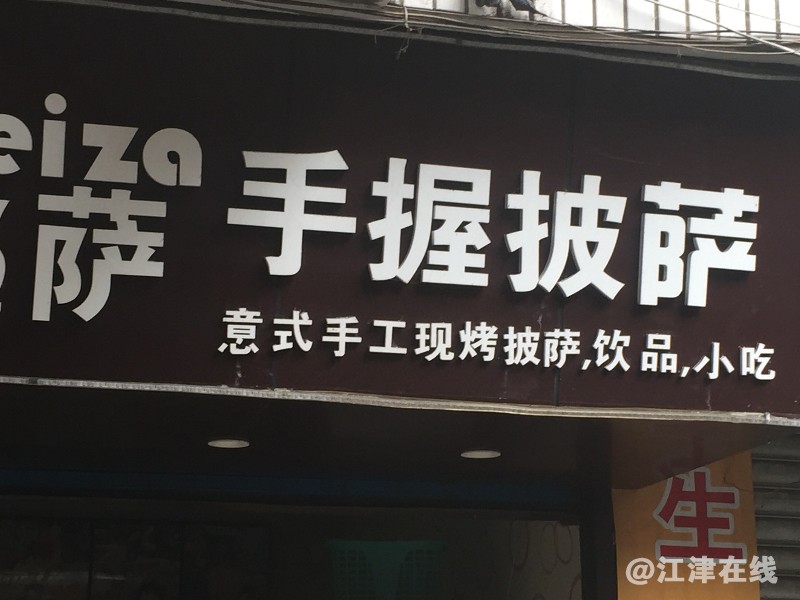 eiza
萨
手握披萨
意式手工现烤披萨,饮品,小吃
生
@江津在线